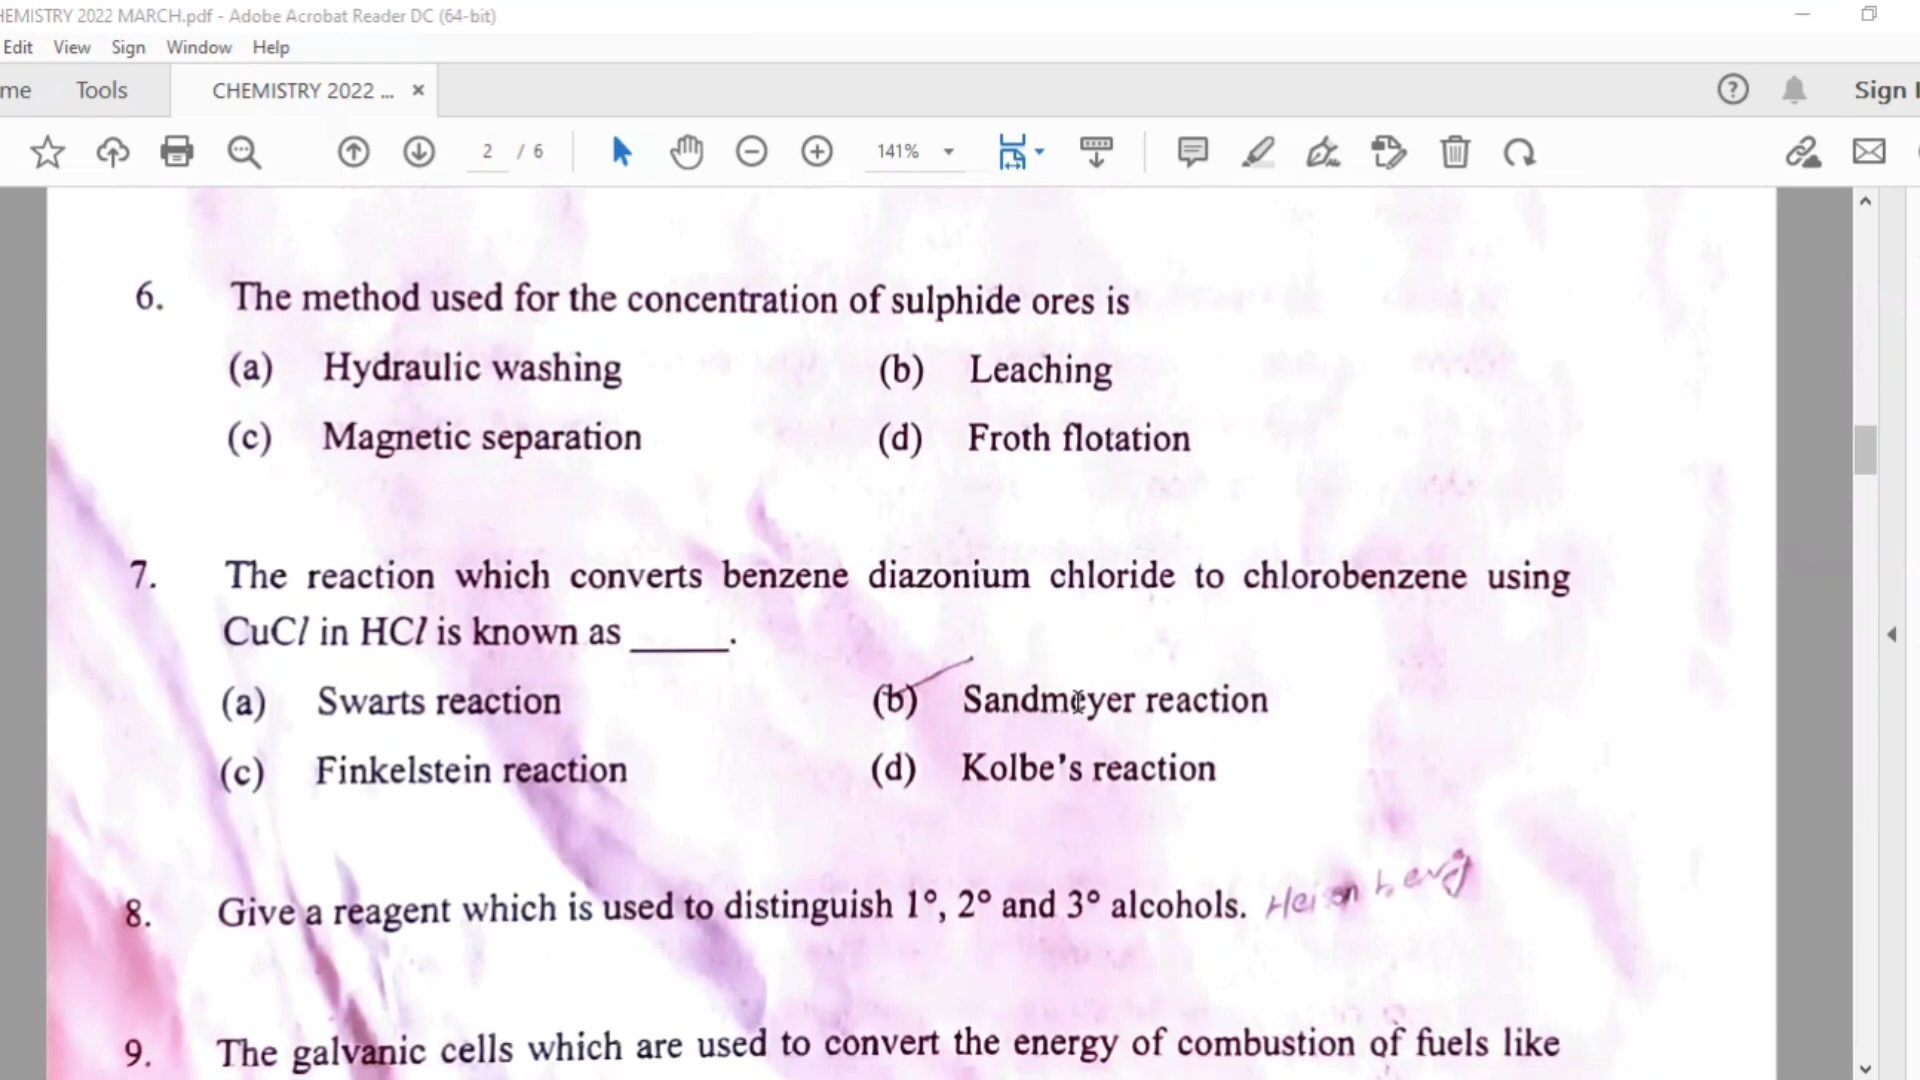 HEMISTRY 2022 MARCH.pdf - Adobe Acrobat Reader DC (64-bit)
Edit View Sign Window Help
me Tools CHEMISTRY 2022 ... × Sign I
2 / 6 141%
6. The method used for the concentration of sulphide ores is
(a) Hydraulic washing (b) Leaching
(c) Magnetic separation (d) Froth flotation
7. The reaction which converts benzene diazonium chloride to chlorobenzene using
CuCl in HCl is known as _____.
(a) Swarts reaction (b) Sandmeyer reaction
(c) Finkelstein reaction (d) Kolbe's reaction
8. Give a reagent which is used to distinguish 1°, 2° and 3° alcohols.
9. The galvanic cells which are used to convert the energy of combustion of fuels like